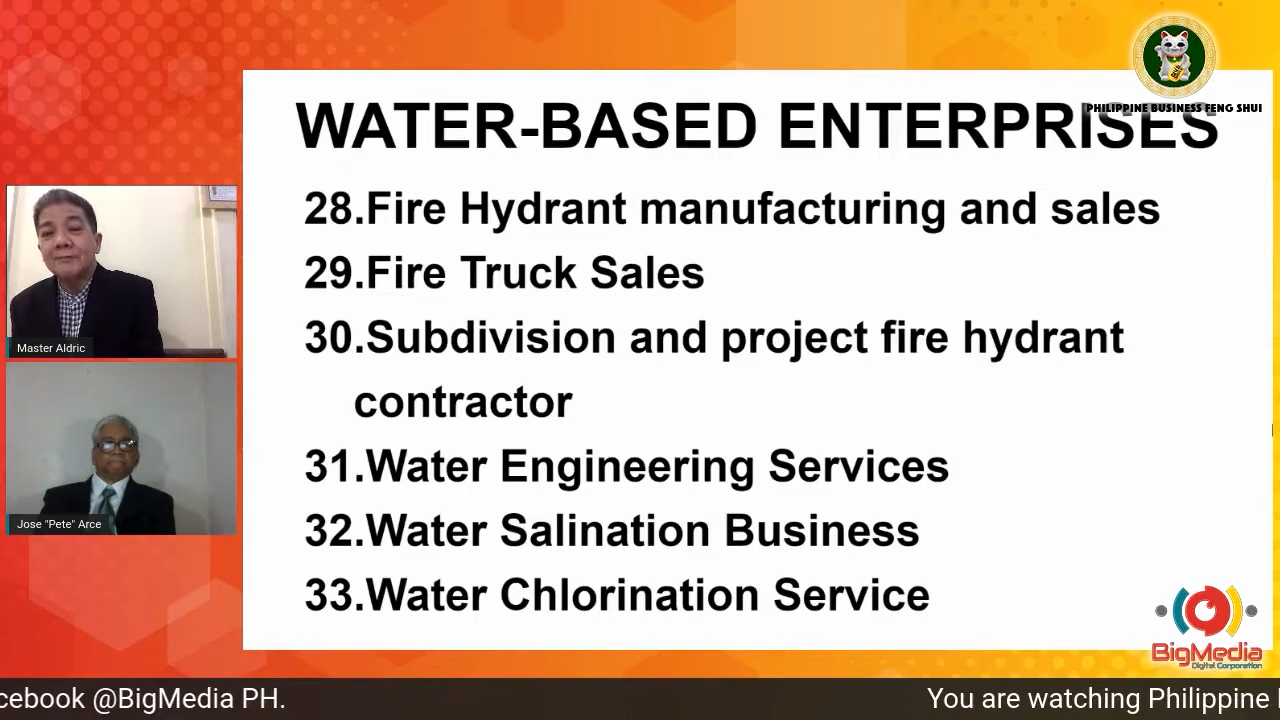 PHILIPPINE BUSINESS FENG SHUI
WATER-BASED ENTERPRISES
28.Fire Hydrant manufacturing and sales
29.Fire Truck Sales
30.Subdivision and project fire hydrant
contractor
31.Water Engineering Services
32.Water Salination Business
33.Water Chlorination Service
Master Aldric
Jose "Pete" Arce
BigMedia
Digital Corporation
cebook @BigMedia PH.
You are watching Philippine